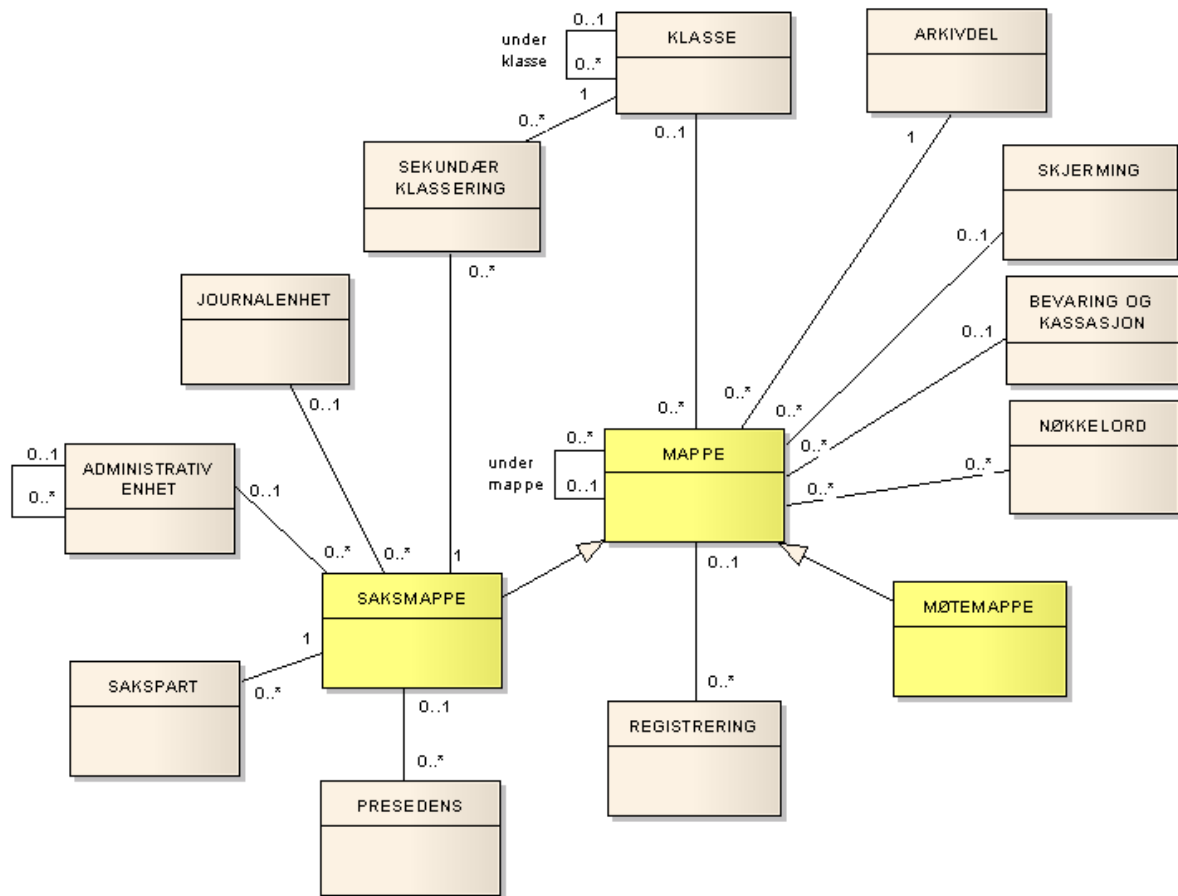 0..1
KLASSE
ARKIVDEL
under
klasse
0..*
1
0..*
0..1
1
SEKUNDÆR
KLASSERING
SKJERMING
0..1
0..*
JOURNALENHET
BEVARING OG
KASSASJON
0..1
0..1
0..*
0..*
0..*
NØKKELORD
0..1
ADMINISTRATIV
ENHET
0..*
0..1
under
mappe
0..*
0..1
MAPPE
0..*
0..*
0..*
0..*
0..*
1
0..1
SAKSMAPPE
MØTEMAPPE
1
SAKSPART
0..*
0..1
0..*
REGISTRERING
0..*
PRESEDENS